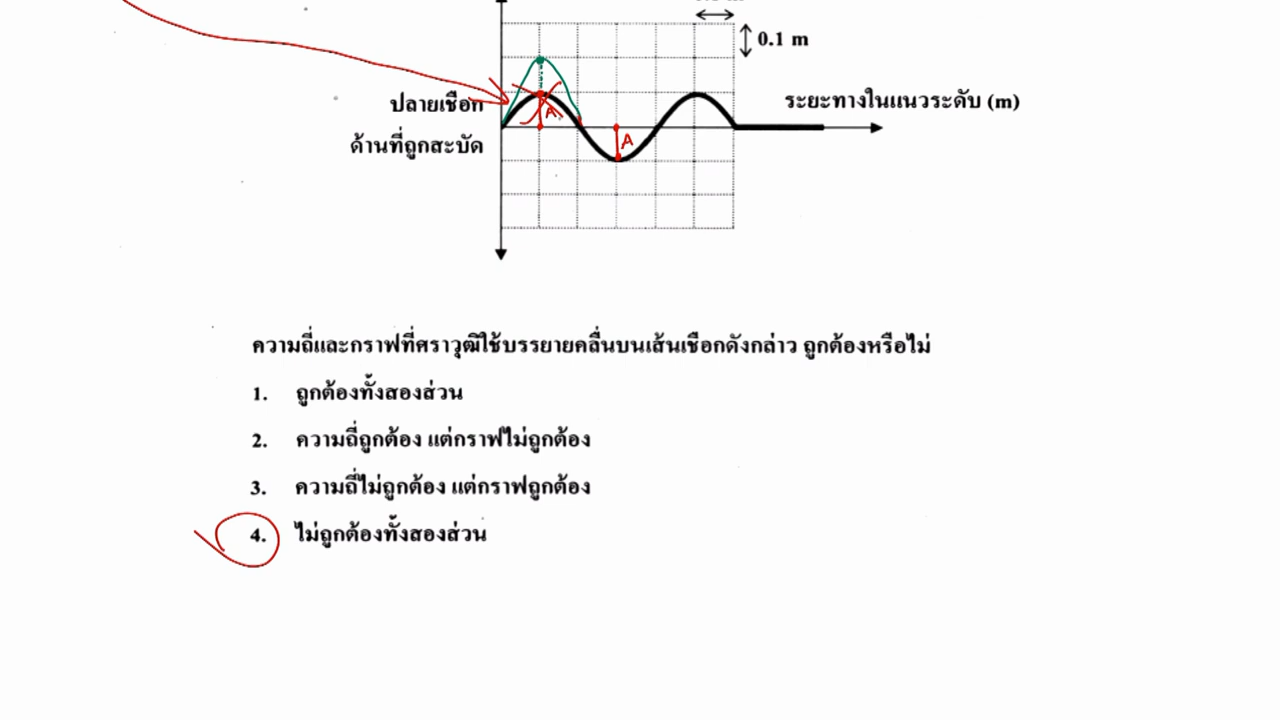 0.1 m
ปลายเชือก
ระยะทางในแนวระดับ (m)
A
A
ด้านที่ถูกสะบัด
ความถี่และกราฟที่ศราวุฒิใช้บรรยายคลื่นบนเส้นเชือกดังกล่าว ถูกต้องหรือไม่
1. ถูกต้องทั้งสองส่วน
2. ความถี่ถูกต้อง แต่กราฟไม่ถูกต้อง
3. ความถี่ไม่ถูกต้อง แต่กราฟถูกต้อง
4. ไม่ถูกต้องทั้งสองส่วน